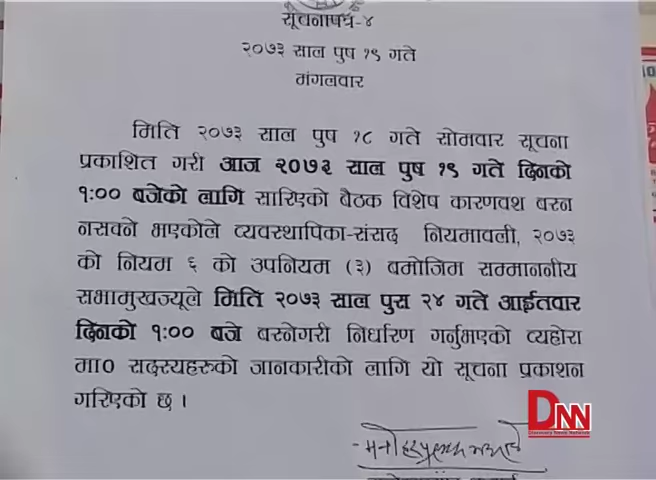 सूचनापत्र-४
२०७३ साल पुष १९ गते
मंगलवार
मिति २०७३ साल पुष १८ गते सोमवार सूचना
प्रकाशित गरी आज २०७३ साल पुष १९ गते दिनको
१:०० बजेको लागि सारिएको बैठक विशेष कारणवश बस्न
नसक्ने भएकोले व्यवस्थापिका-संसद नियमावली, २०७३
को नियम ६ को उपनियम (३) बमोजिम सम्माननीय
सभामुखज्यूले मिति २०७३ साल पुस २४ गते आईतवार
दिनको १:०० बजे बस्नेगरी निर्धारण गर्नुभएको व्यहोरा
मा० सदस्यहरुको जानकारीको लागि यो सूचना प्रकाशन
गरिएको छ ।
DNN